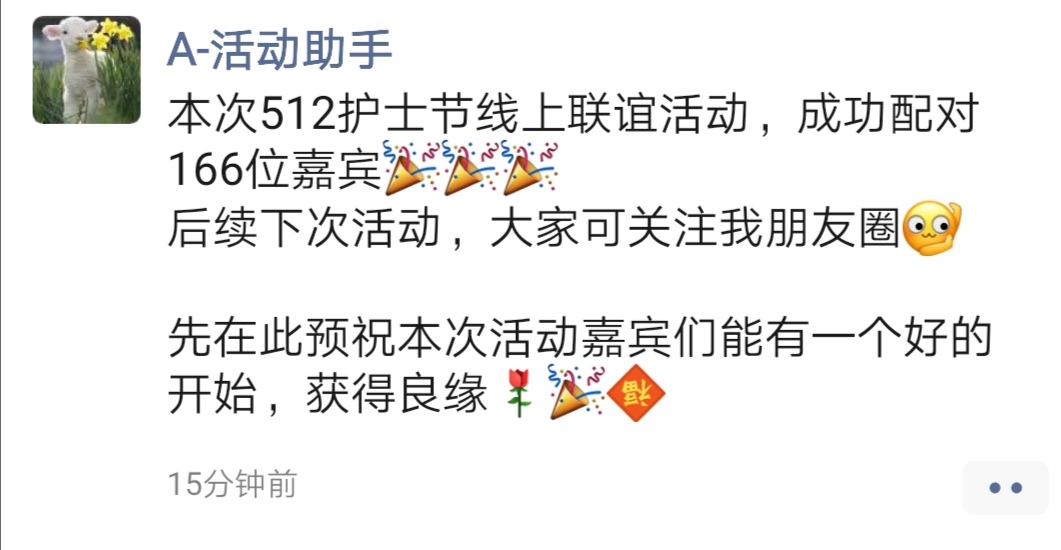 A-活动助手
本次512护士节线上联谊活动，成功配对
166位嘉宾🎉🎉🎉
后续下次活动，大家可关注我朋友圈
先在此预祝本次活动嘉宾们能有一个好的
开始，获得良缘🌹🎉福
15分钟前